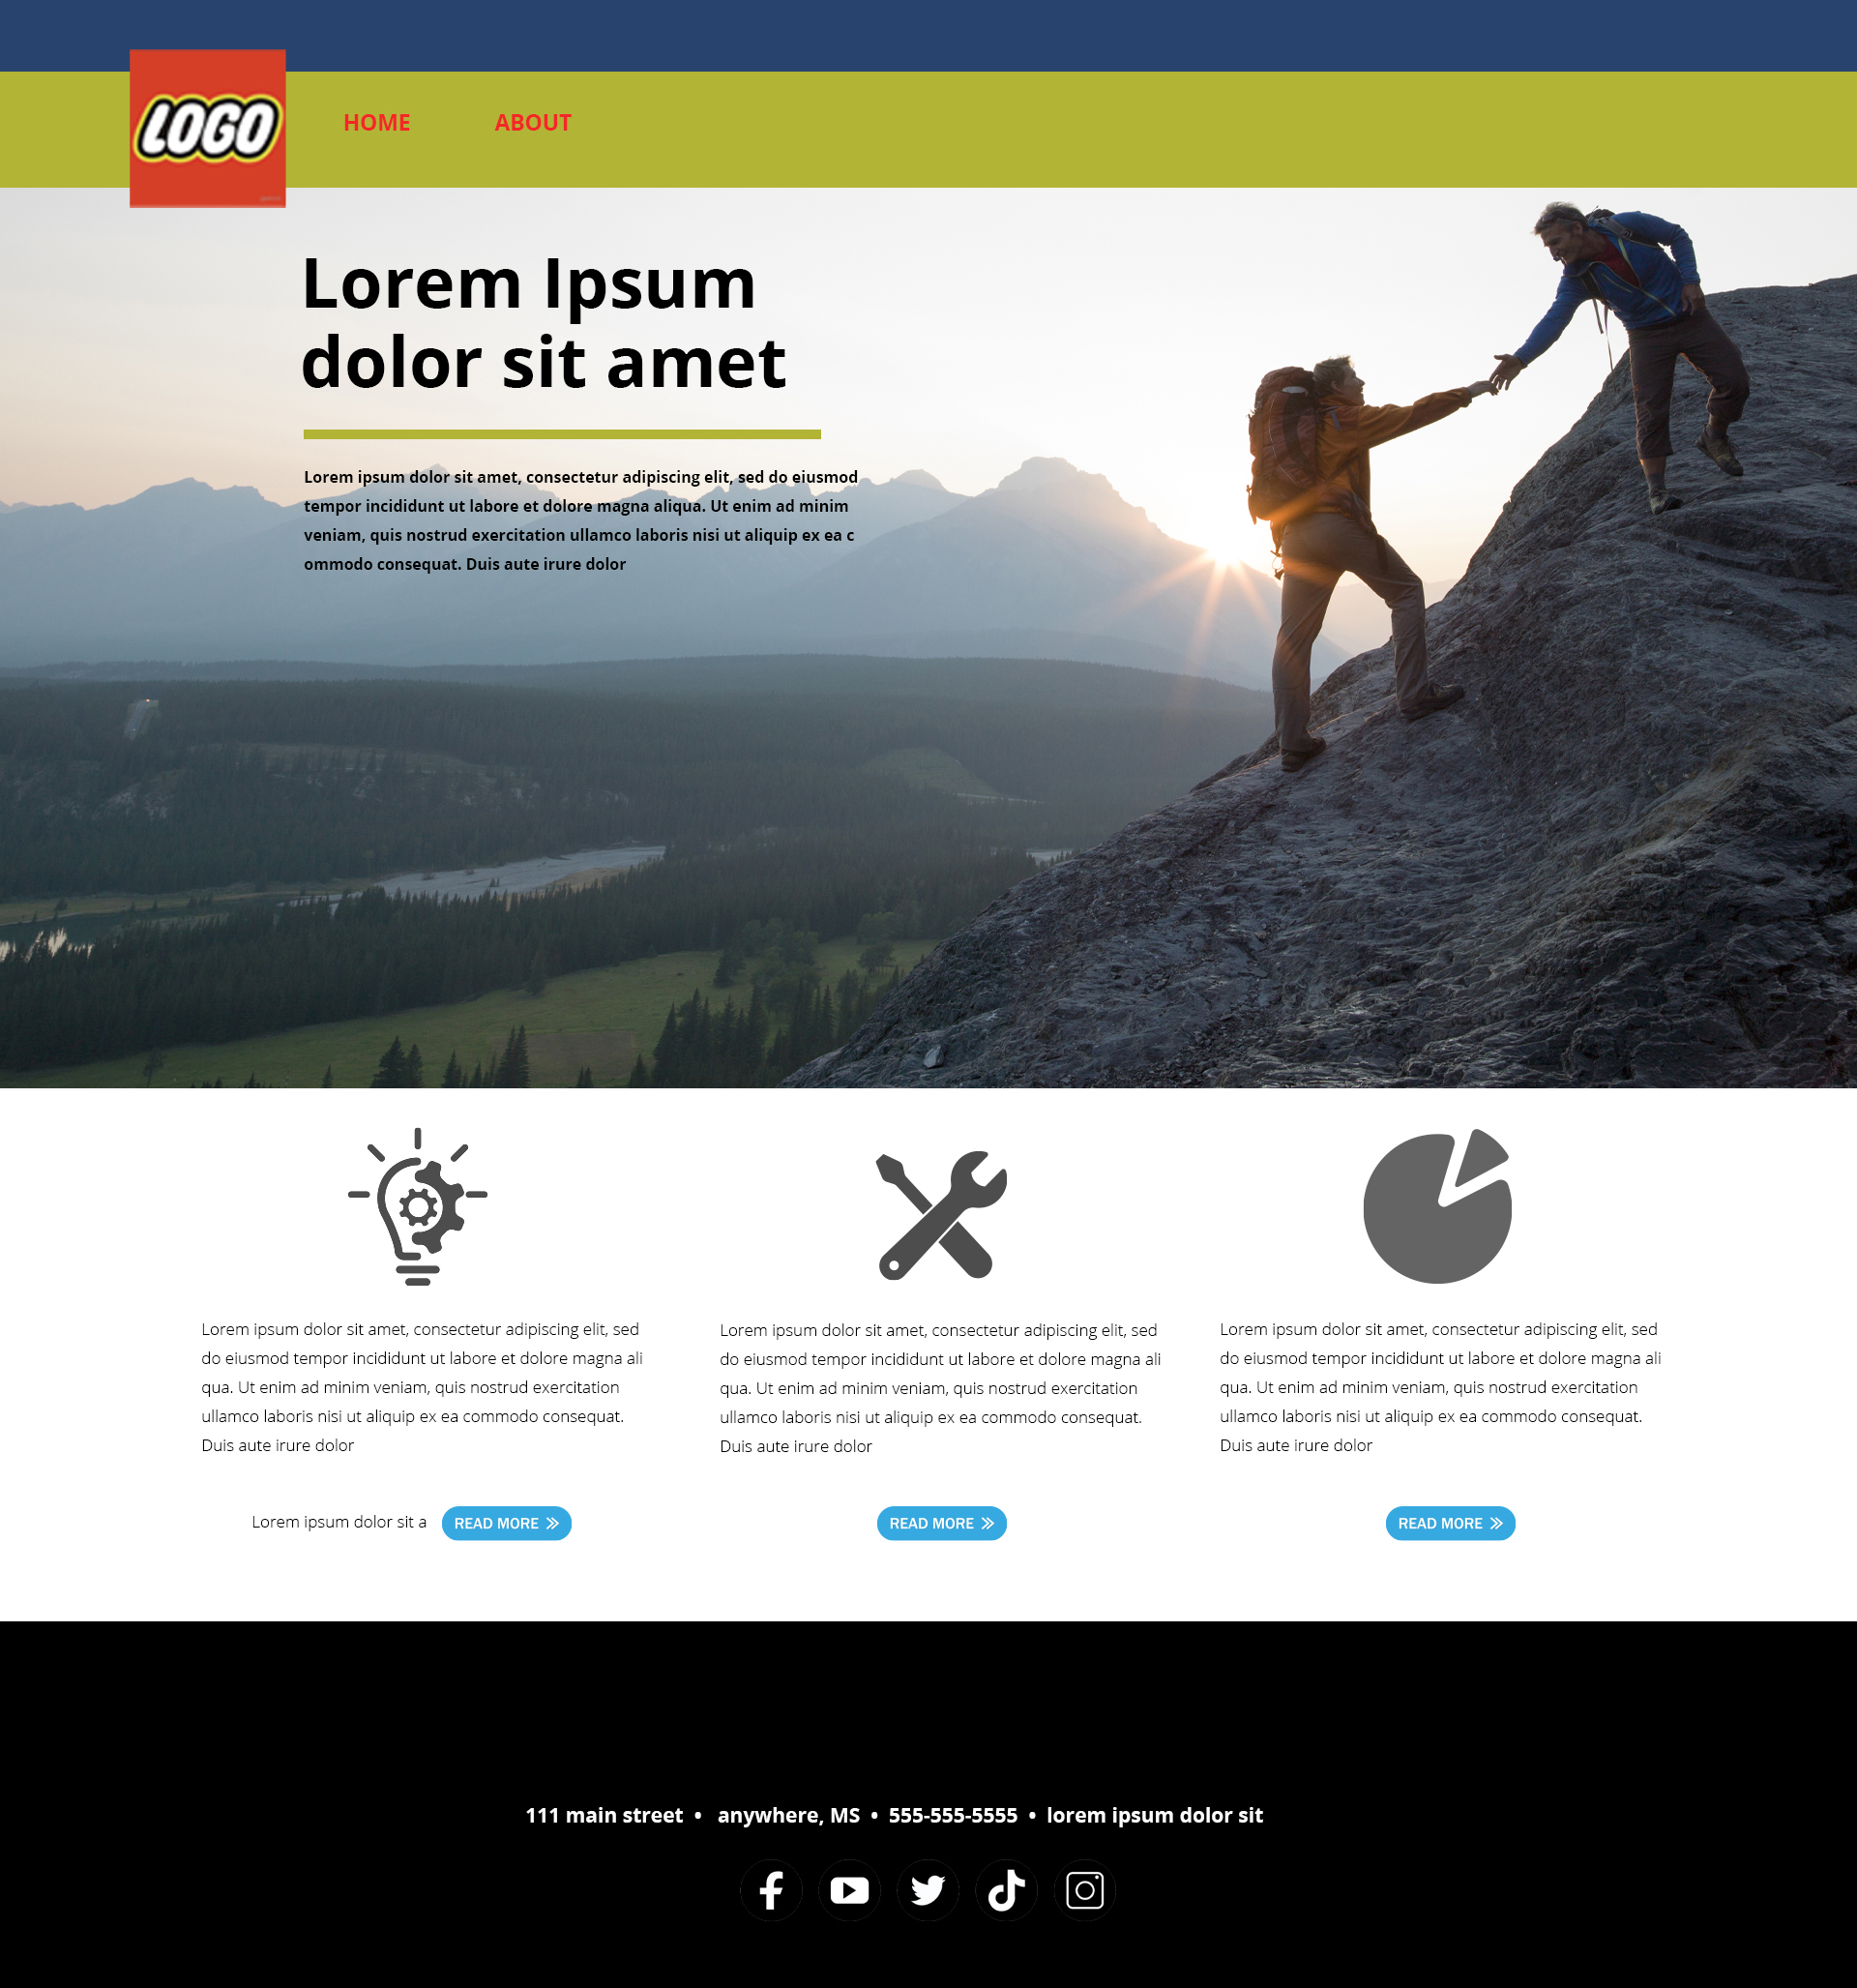 LOGO
HOME ABOUT
Lorem Ipsum
dolor sit amet
Lorem ipsum dolor sit amet, consectetur adipiscing elit, sed do eiusmod
tempor incididunt ut labore et dolore magna aliqua. Ut enim ad minim
veniam, quis nostrud exercitation ullamco laboris nisi ut aliquip ex ea c
ommodo consequat. Duis aute irure dolor
Lorem ipsum dolor sit amet, consectetur adipiscing elit, sed
do eiusmod tempor incididunt ut labore et dolore magna ali
qua. Ut enim ad minim veniam, quis nostrud exercitation
ullamco laboris nisi ut aliquip ex ea commodo consequat.
Duis aute irure dolor
Lorem ipsum dolor sit a READ MORE
Lorem ipsum dolor sit amet, consectetur adipiscing elit, sed
do eiusmod tempor incididunt ut labore et dolore magna ali
qua. Ut enim ad minim veniam, quis nostrud exercitation
ullamco laboris nisi ut aliquip ex ea commodo consequat.
Duis aute irure dolor
READ MORE
Lorem ipsum dolor sit amet, consectetur adipiscing elit, sed
do eiusmod tempor incididunt ut labore et dolore magna ali
qua. Ut enim ad minim veniam, quis nostrud exercitation
ullamco laboris nisi ut aliquip ex ea commodo consequat.
Duis aute irure dolor
READ MORE
111 main street • anywhere, MS • 555-555-5555 • lorem ipsum dolor sit